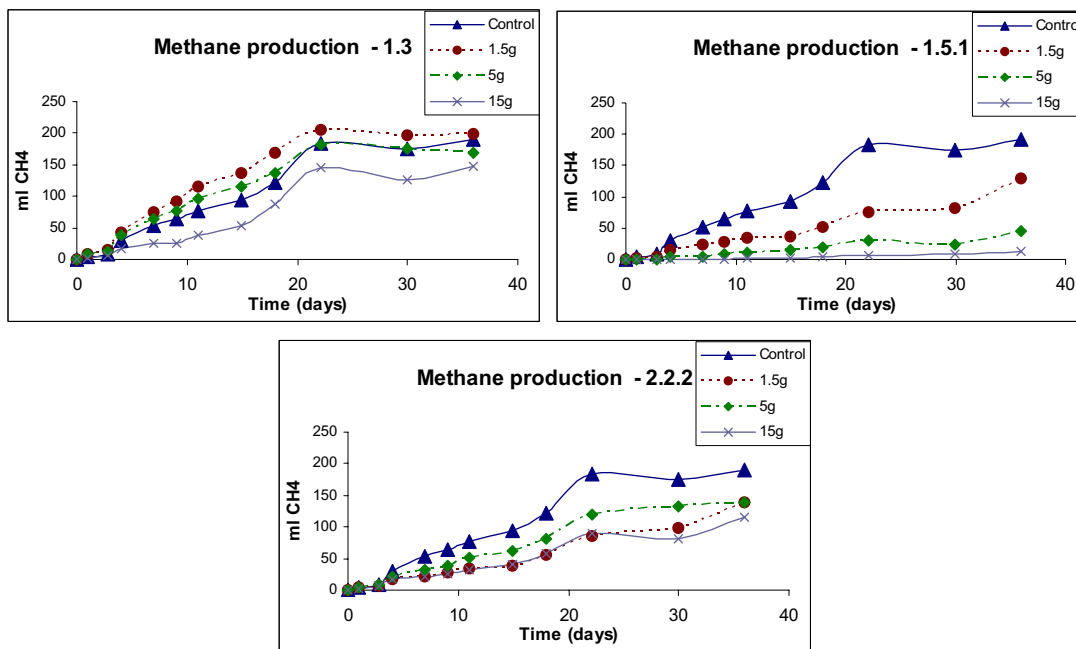 Methane production - 1.3
Control
1.5g
5g
15g
250
200
150
100
50
0
ml CH4
0 10 20 30 40
Time (days)
Methane production - 1.5.1
Control
1.5g
5g
15g
250
200
150
100
50
0
ml CH4
0 10 20 30 40
Time (days)
Methane production - 2.2.2
Control
1.5g
5g
15g
250
200
150
100
50
0
ml CH4
0 10 20 30 40
Time (days)